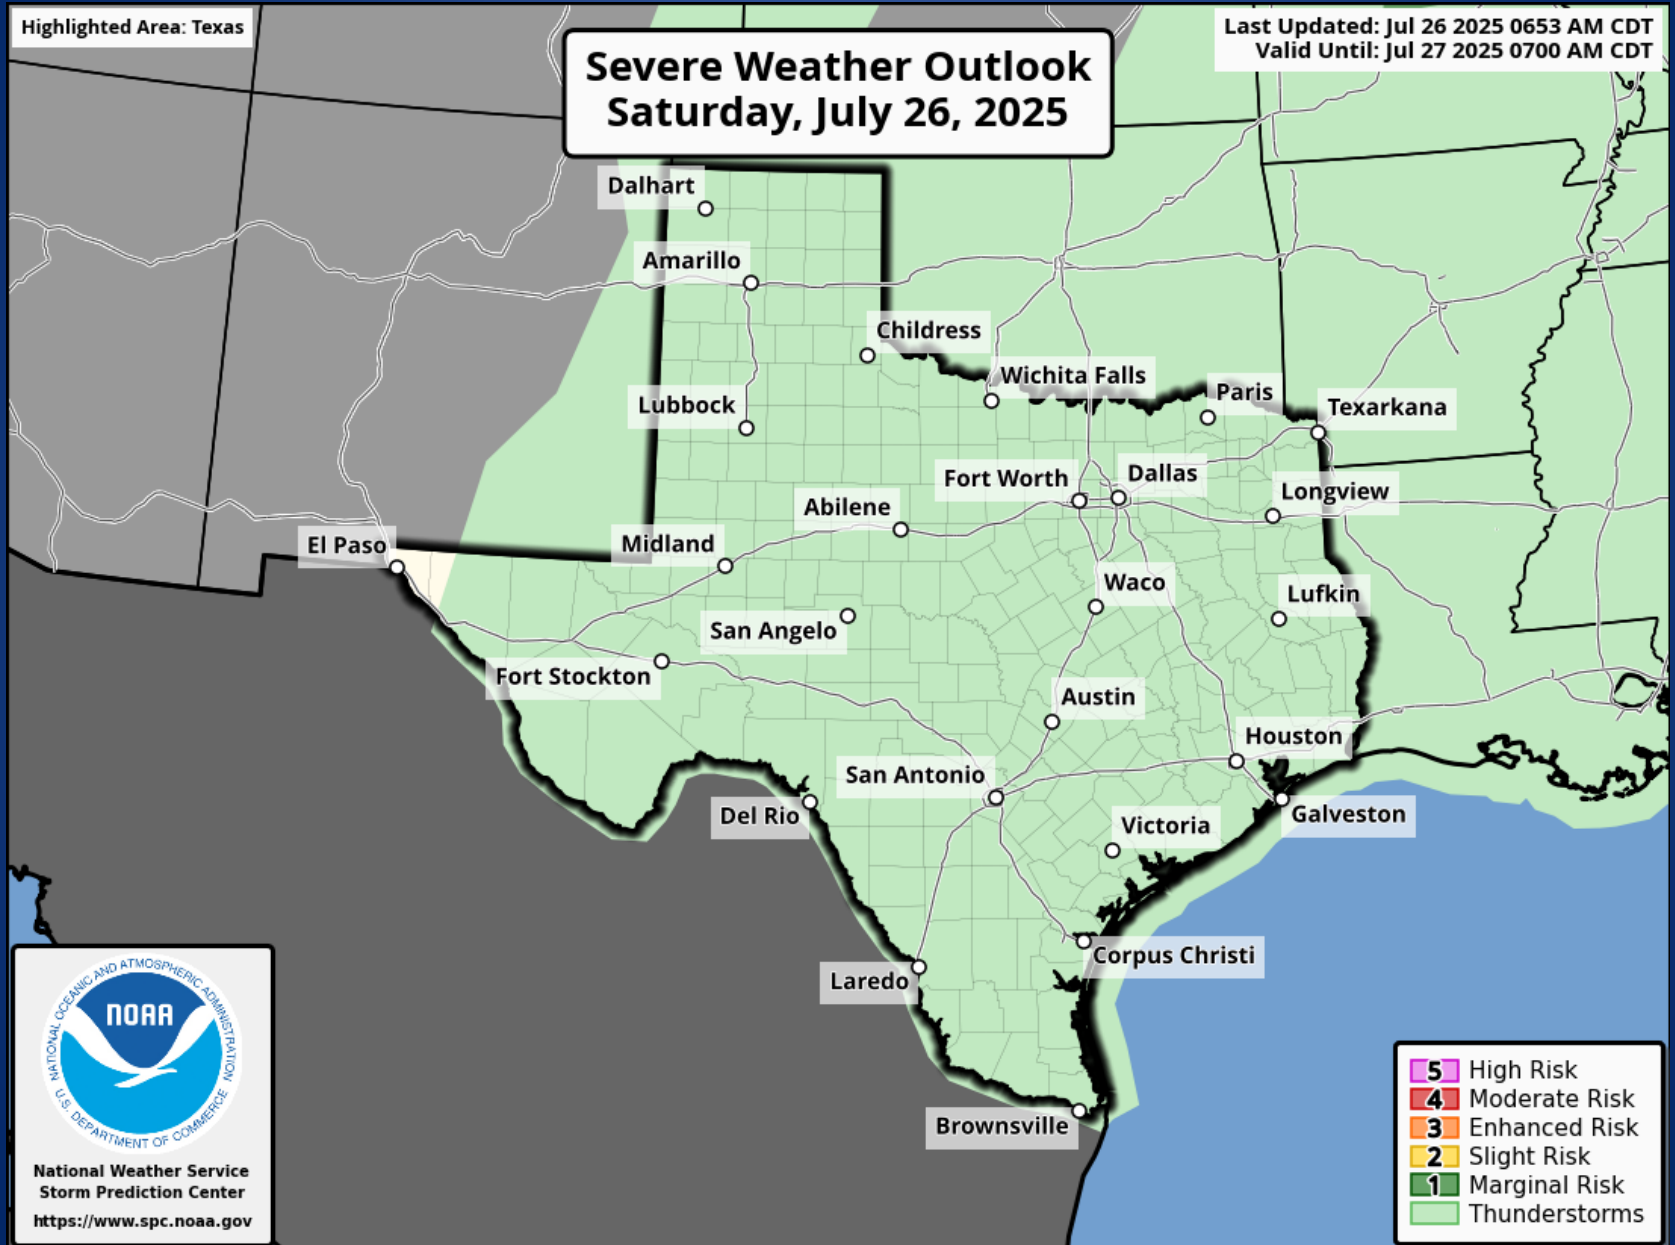 Highlighted Area: Texas
Severe Weather Outlook
Saturday, July 26, 2025
Last Updated: Jul 26 2025 0653 AM CDT
Valid Until: Jul 27 2025 0700 AM CDT
Dalhart
Amarillo
Childress
Wichita Falls
Paris
Lubbock
Texarkana
Fort Worth
Dallas
Longview
Abilene
El Paso
Midland
Waco
Lufkin
San Angelo
Fort Stockton
Austin
Houston
San Antonio
Del Rio
Galveston
Victoria
Corpus Christi
Laredo
Brownsville
NATIONAL OCEANIC AND ATMOSPHERIC ADMINISTRATION
NOAA
U.S. DEPARTMENT OF COMMERCE
National Weather Service
Storm Prediction Center
https://www.spc.noaa.gov
5 High Risk
4 Moderate Risk
3 Enhanced Risk
2 Slight Risk
1 Marginal Risk
Thunderstorms